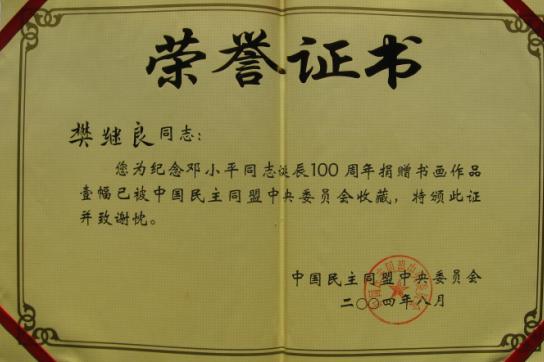 荣誉证书
樊继良同志：
您为纪念邓小平同志诞辰100周年捐赠书画作品
壹幅已被中国民主同盟中央委员会收藏，特颁此证
并致谢忱。
中国民主同盟中央委员会
二〇〇四年八月